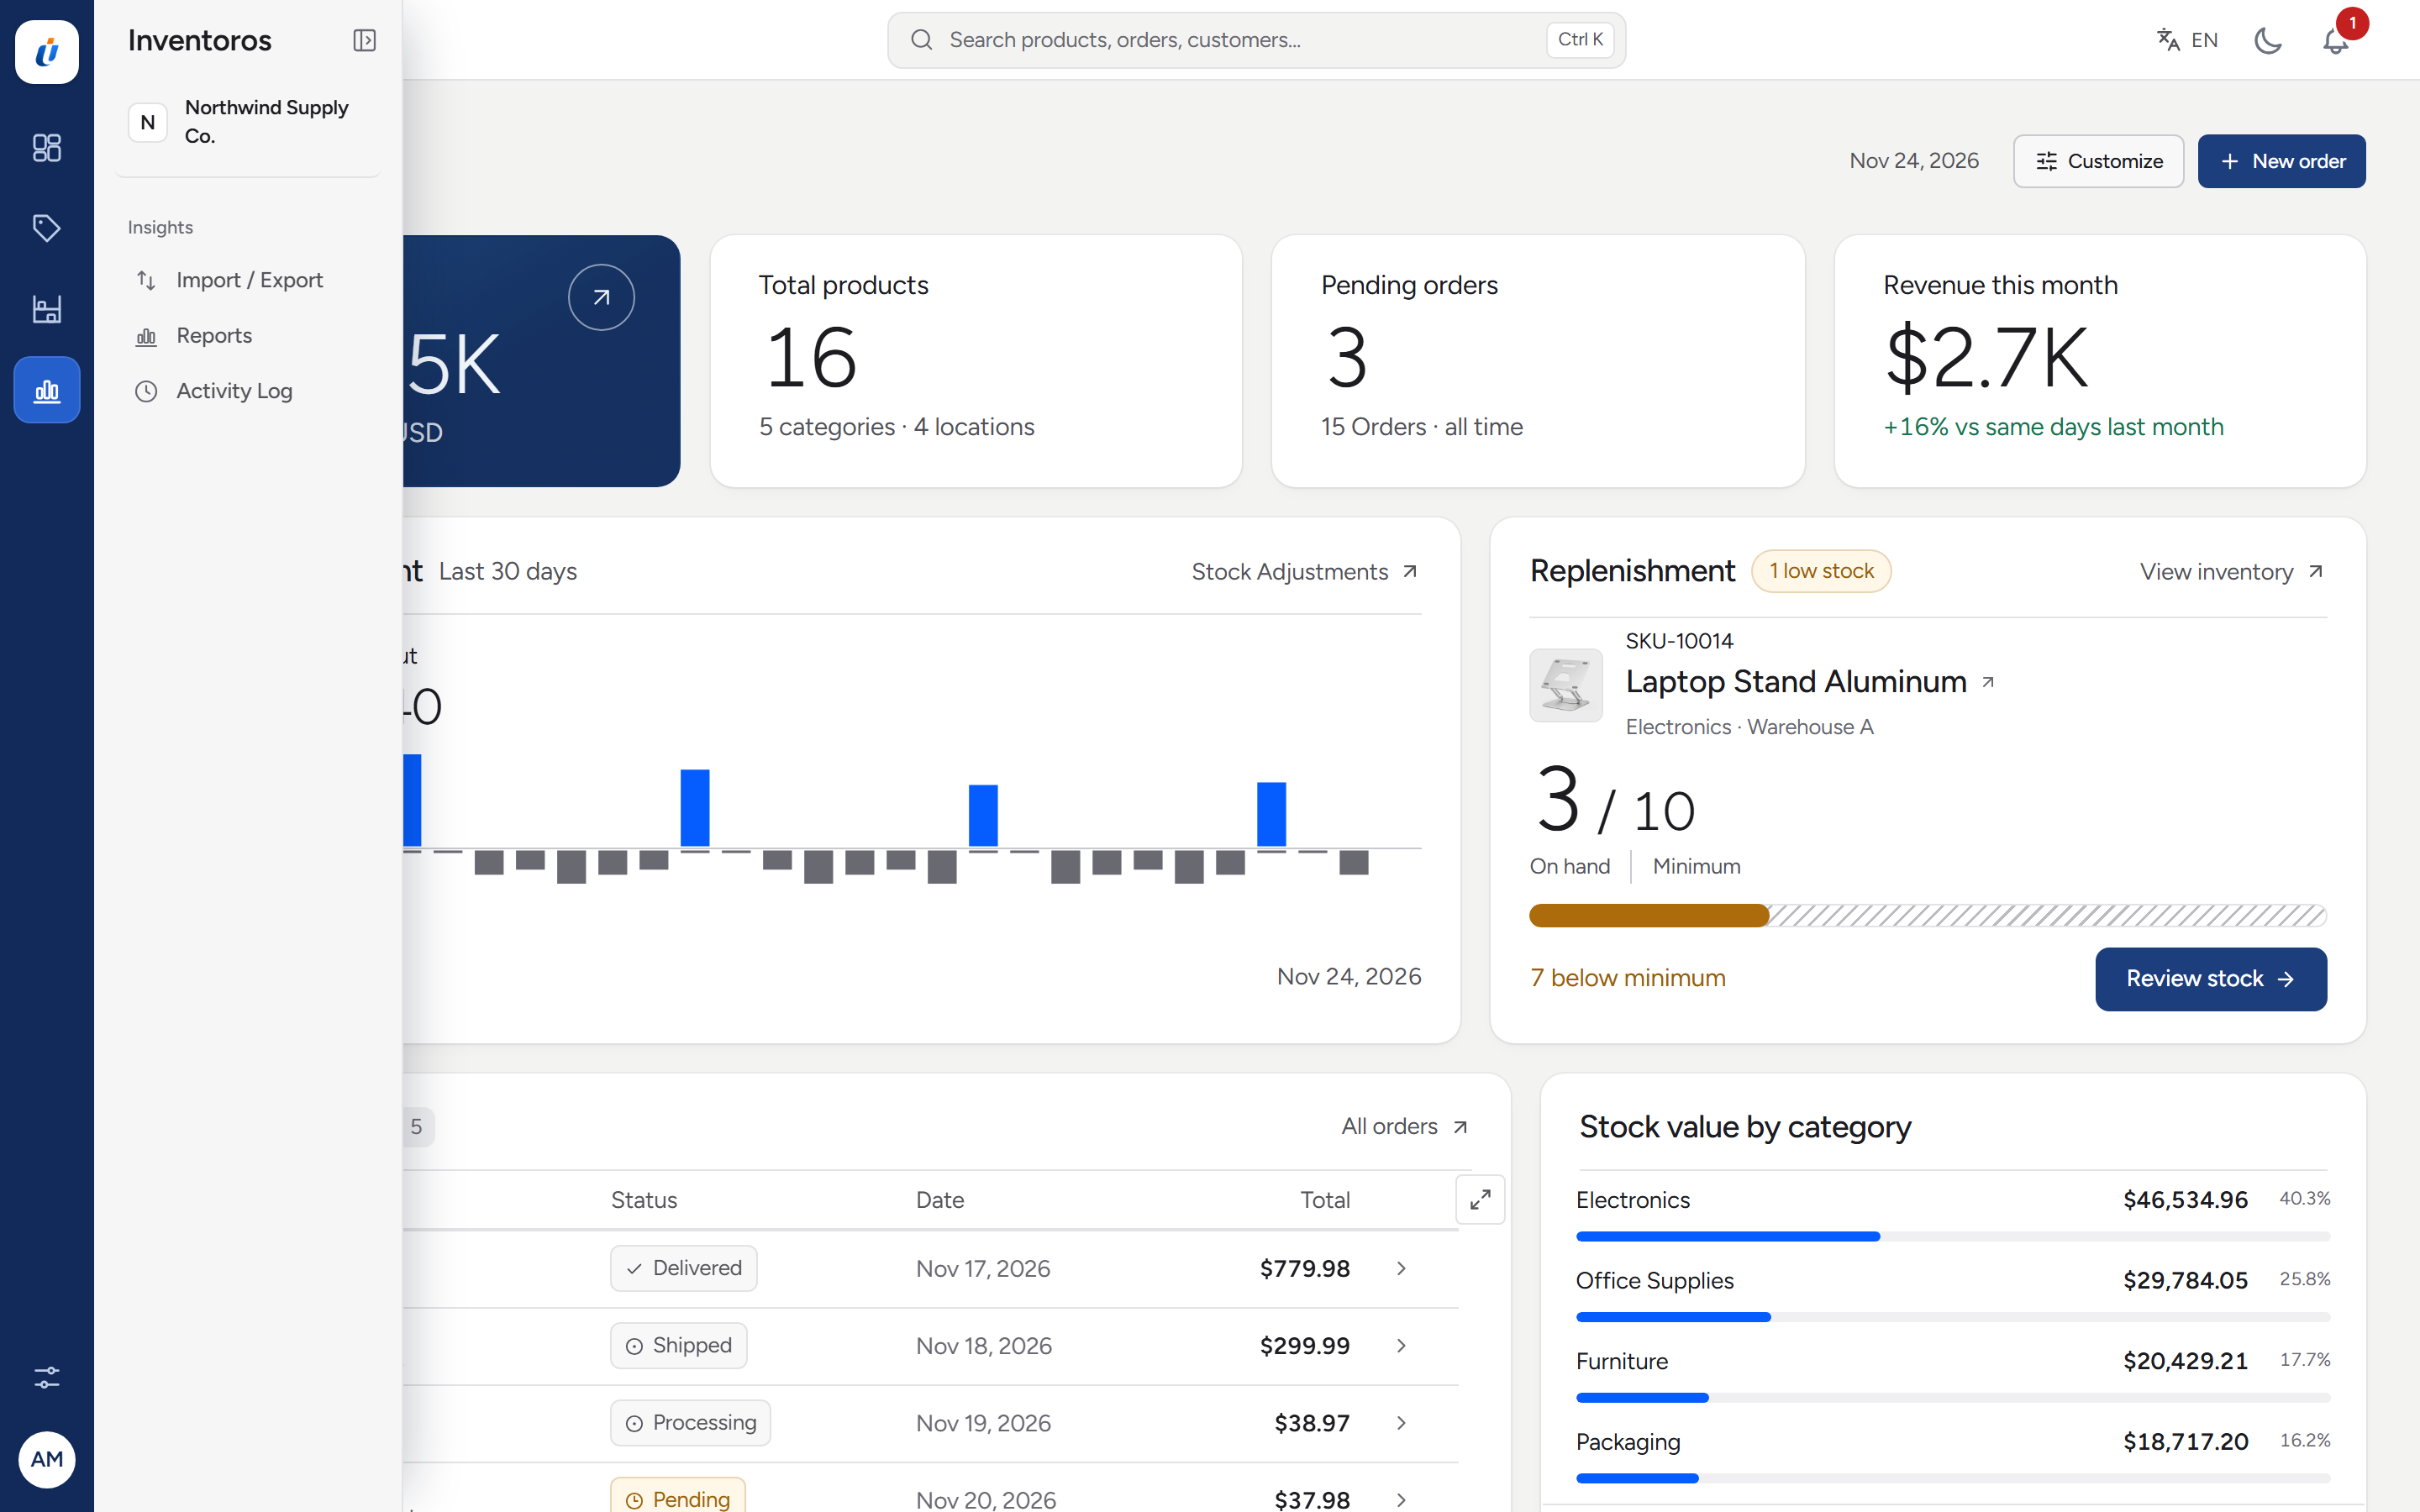 Inventoros
Search products, orders, customers...
Ctrl K
EN
1
N
Northwind Supply
Co.
Nov 24, 2026
Customize
New order
Insights
Import / Export
Reports
Activity Log
5K
USD
Total products
16
5 categories · 4 locations
Pending orders
3
15 Orders · all time
Revenue this month
$2.7K
+16% vs same days last month
Last 30 days
Stock Adjustments
Nov 24, 2026
Replenishment
1 low stock
View inventory
SKU-10014
Laptop Stand Aluminum
Electronics · Warehouse A
3 / 10
On hand
Minimum
7 below minimum
Review stock
5
All orders
Status
Date
Total
Delivered
Nov 17, 2026
$779.98
Shipped
Nov 18, 2026
$299.99
Processing
Nov 19, 2026
$38.97
Pending
Nov 20, 2026
$37.98
Stock value by category
Electronics
$46,534.96
40.3%
Office Supplies
$29,784.05
25.8%
Furniture
$20,429.21
17.7%
Packaging
$18,717.20
16.2%
AM